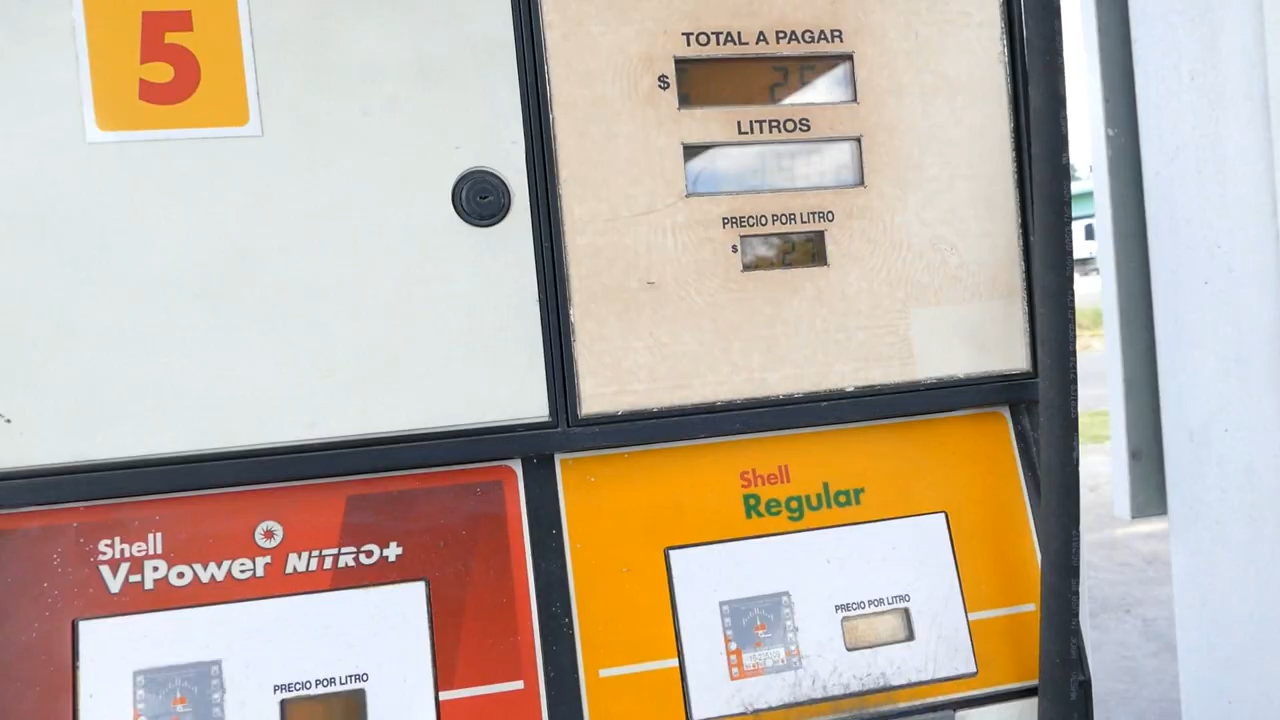 5
TOTAL A PAGAR
$
LITROS
PRECIO POR LITRO
$
Shell
V-Power NiTRO+
PRECIO POR LITRO
Shell
Regular
PRECIO POR LITRO